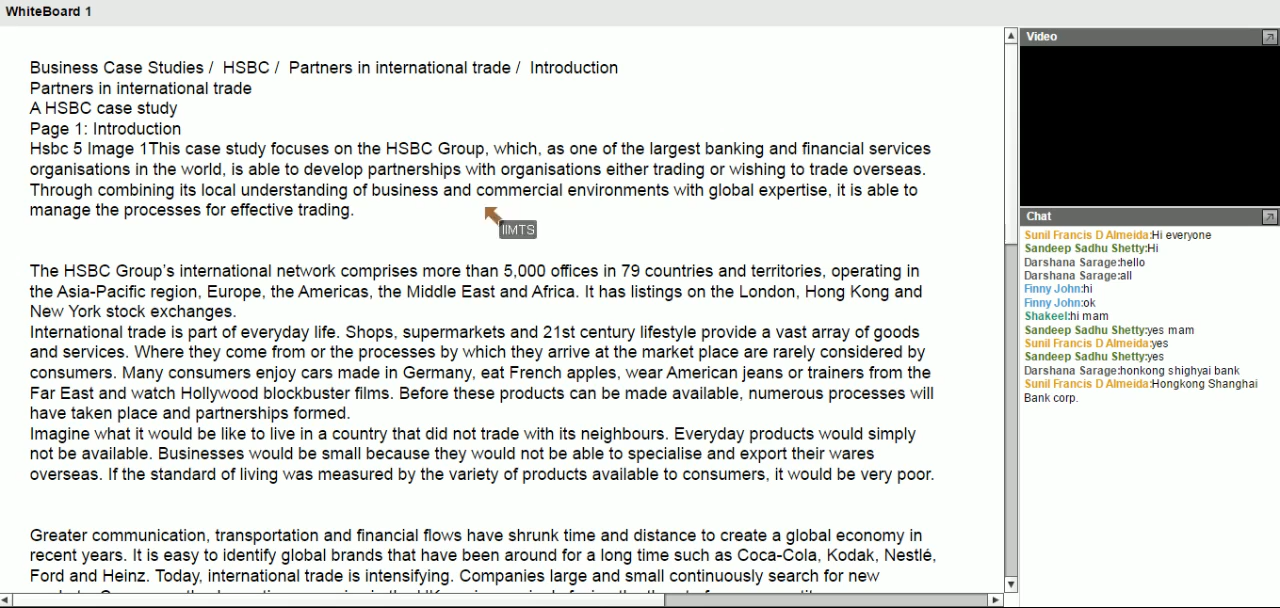 WhiteBoard 1
Business Case Studies / HSBC / Partners in international trade / Introduction
Partners in international trade
A HSBC case study
Page 1: Introduction
Hsbc 5 Image 1This case study focuses on the HSBC Group, which, as one of the largest banking and financial services
organisations in the world, is able to develop partnerships with organisations either trading or wishing to trade overseas.
Through combining its local understanding of business and commercial environments with global expertise, it is able to
manage the processes for effective trading.
IIMTS
The HSBC Group's international network comprises more than 5,000 offices in 79 countries and territories, operating in
the Asia-Pacific region, Europe, the Americas, the Middle East and Africa. It has listings on the London, Hong Kong and
New York stock exchanges.
International trade is part of everyday life. Shops, supermarkets and 21st century lifestyle provide a vast array of goods
and services. Where they come from or the processes by which they arrive at the market place are rarely considered by
consumers. Many consumers enjoy cars made in Germany, eat French apples, wear American jeans or trainers from the
Far East and watch Hollywood blockbuster films. Before these products can be made available, numerous processes will
have taken place and partnerships formed.
Imagine what it would be like to live in a country that did not trade with its neighbours. Everyday products would simply
not be available. Businesses would be small because they would not be able to specialise and export their wares
overseas. If the standard of living was measured by the variety of products available to consumers, it would be very poor.
Greater communication, transportation and financial flows have shrunk time and distance to create a global economy in
recent years. It is easy to identify global brands that have been around for a long time such as Coca-Cola, Kodak, Nestlé,
Ford and Heinz. Today, international trade is intensifying. Companies large and small continuously search for new
Video
Chat
Sunil Francis D Almeida:Hi everyone
Sandeep Sadhu Shetty:Hi
Darshana Sarage:hello
Darshana Sarage:all
Finny John:hi
Finny John:ok
Shakeel:hi mam
Sandeep Sadhu Shetty:yes mam
Sunil Francis D Almeida:yes
Sandeep Sadhu Shetty:yes
Darshana Sarage:honkong shighyai bank
Sunil Francis D Almeida:Hongkong Shanghai
Bank corp.